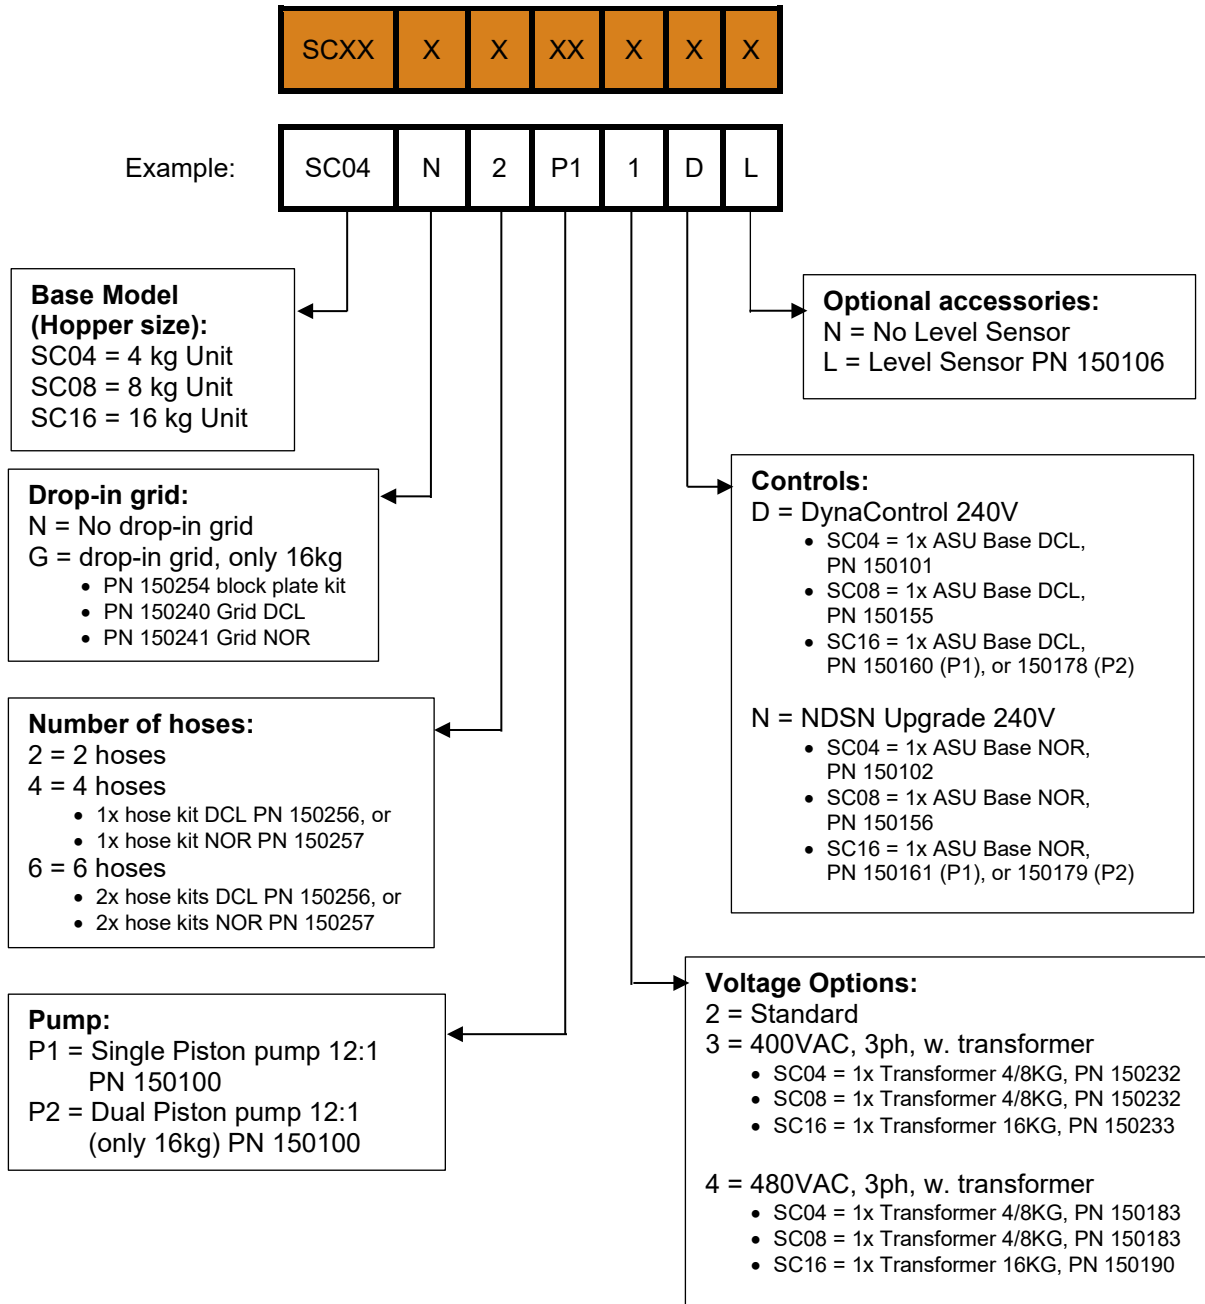 SCXX X X XX X X X
Example: SC04 N 2 P1 1 D L
Base Model
(Hopper size):
SC04 = 4 kg Unit
SC08 = 8 kg Unit
SC16 = 16 kg Unit
Optional accessories:
N = No Level Sensor
L = Level Sensor PN 150106
Drop-in grid:
N = No drop-in grid
G = drop-in grid, only 16kg
• PN 150254 block plate kit
• PN 150240 Grid DCL
• PN 150241 Grid NOR
Controls:
D = DynaControl 240V
• SC04 = 1x ASU Base DCL,
PN 150101
• SC08 = 1x ASU Base DCL,
PN 150155
• SC16 = 1x ASU Base DCL,
PN 150160 (P1), or 150178 (P2)
N = NDSN Upgrade 240V
• SC04 = 1x ASU Base NOR,
PN 150102
• SC08 = 1x ASU Base NOR,
PN 150156
• SC16 = 1x ASU Base NOR,
PN 150161 (P1), or 150179 (P2)
Number of hoses:
2 = 2 hoses
4 = 4 hoses
• 1x hose kit DCL PN 150256, or
• 1x hose kit NOR PN 150257
6 = 6 hoses
• 2x hose kits DCL PN 150256, or
• 2x hose kits NOR PN 150257
Pump:
P1 = Single Piston pump 12:1
PN 150100
P2 = Dual Piston pump 12:1
(only 16kg) PN 150100
Voltage Options:
2 = Standard
3 = 400VAC, 3ph, w. transformer
• SC04 = 1x Transformer 4/8KG, PN 150232
• SC08 = 1x Transformer 4/8KG, PN 150232
• SC16 = 1x Transformer 16KG, PN 150233
4 = 480VAC, 3ph, w. transformer
• SC04 = 1x Transformer 4/8KG, PN 150183
• SC08 = 1x Transformer 4/8KG, PN 150183
• SC16 = 1x Transformer 16KG, PN 150190